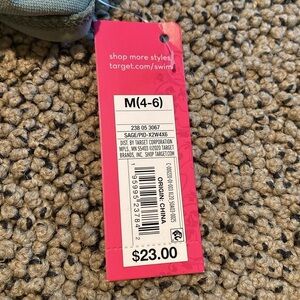 shop more styles
target.com/swim
M(4-6)
238 05 3067
SAGE/PID-X2W4X6
DIST. BY TARGET CORPORATION
MPLS, MN 55403 ©2020 TARGET
BRANDS, INC. SHOP TARGET.COM
ORIGIN: CHINA
$23.00